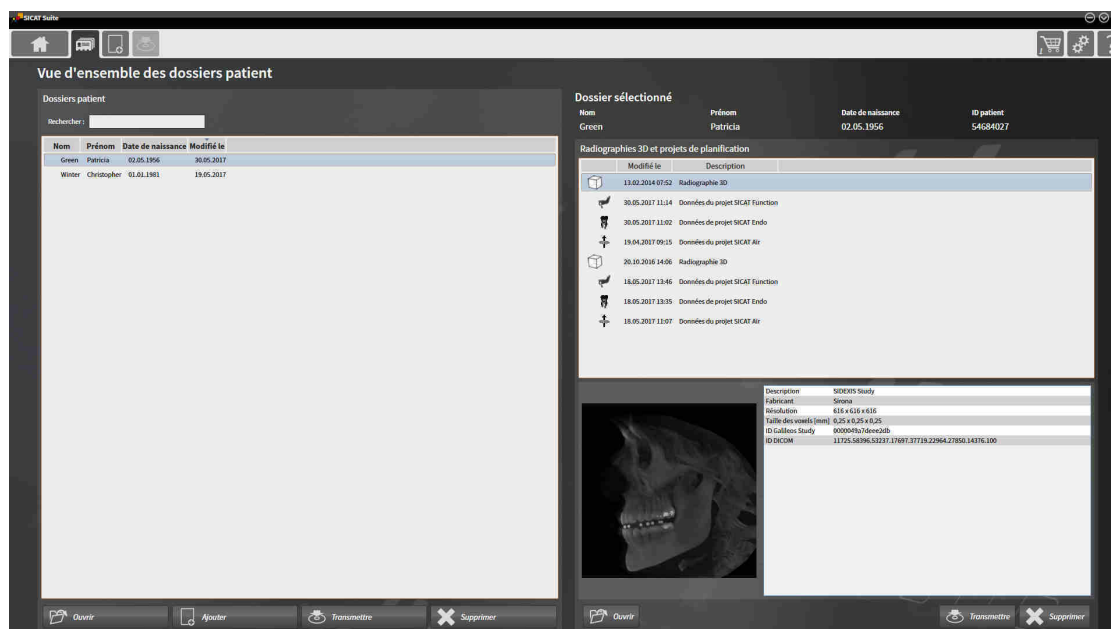 SICAT Suite
Vue d'ensemble des dossiers patient
Dossiers patient
Rechercher :
Nom Prénom Date de naissance Modifié le
Green Patricia 02.05.1956 30.05.2017
Winter Christopher 01.01.1981 19.05.2017
Ouvrir Ajouter Transmettre Supprimer
Dossier sélectionné
Nom Prénom Date de naissance ID patient
Green Patricia 02.05.1956 54684027
Radiographies 3D et projets de planification
Modifié le Description
13.02.2014 07:52 Radiographie 3D
30.05.2017 11:14 Données du projet SICAT Function
30.05.2017 11:02 Données de projet SICAT Endo
19.04.2017 09:15 Données du projet SICAT Air
20.10.2016 14:06 Radiographie 3D
18.05.2017 13:46 Données du projet SICAT Function
18.05.2017 13:35 Données de projet SICAT Endo
18.05.2017 11:07 Données du projet SICAT Air
Description SIDEXIS Study
Fabricant Sirona
Résolution 616 x 616 x 616
Taille des voxels [mm] 0,25 x 0,25 x 0,25
ID Galileos Study 0000049a7deee2db
ID DICOM 11725.58396.53237.17697.37719.22964.27850.14376.100
Ouvrir Transmettre Supprimer